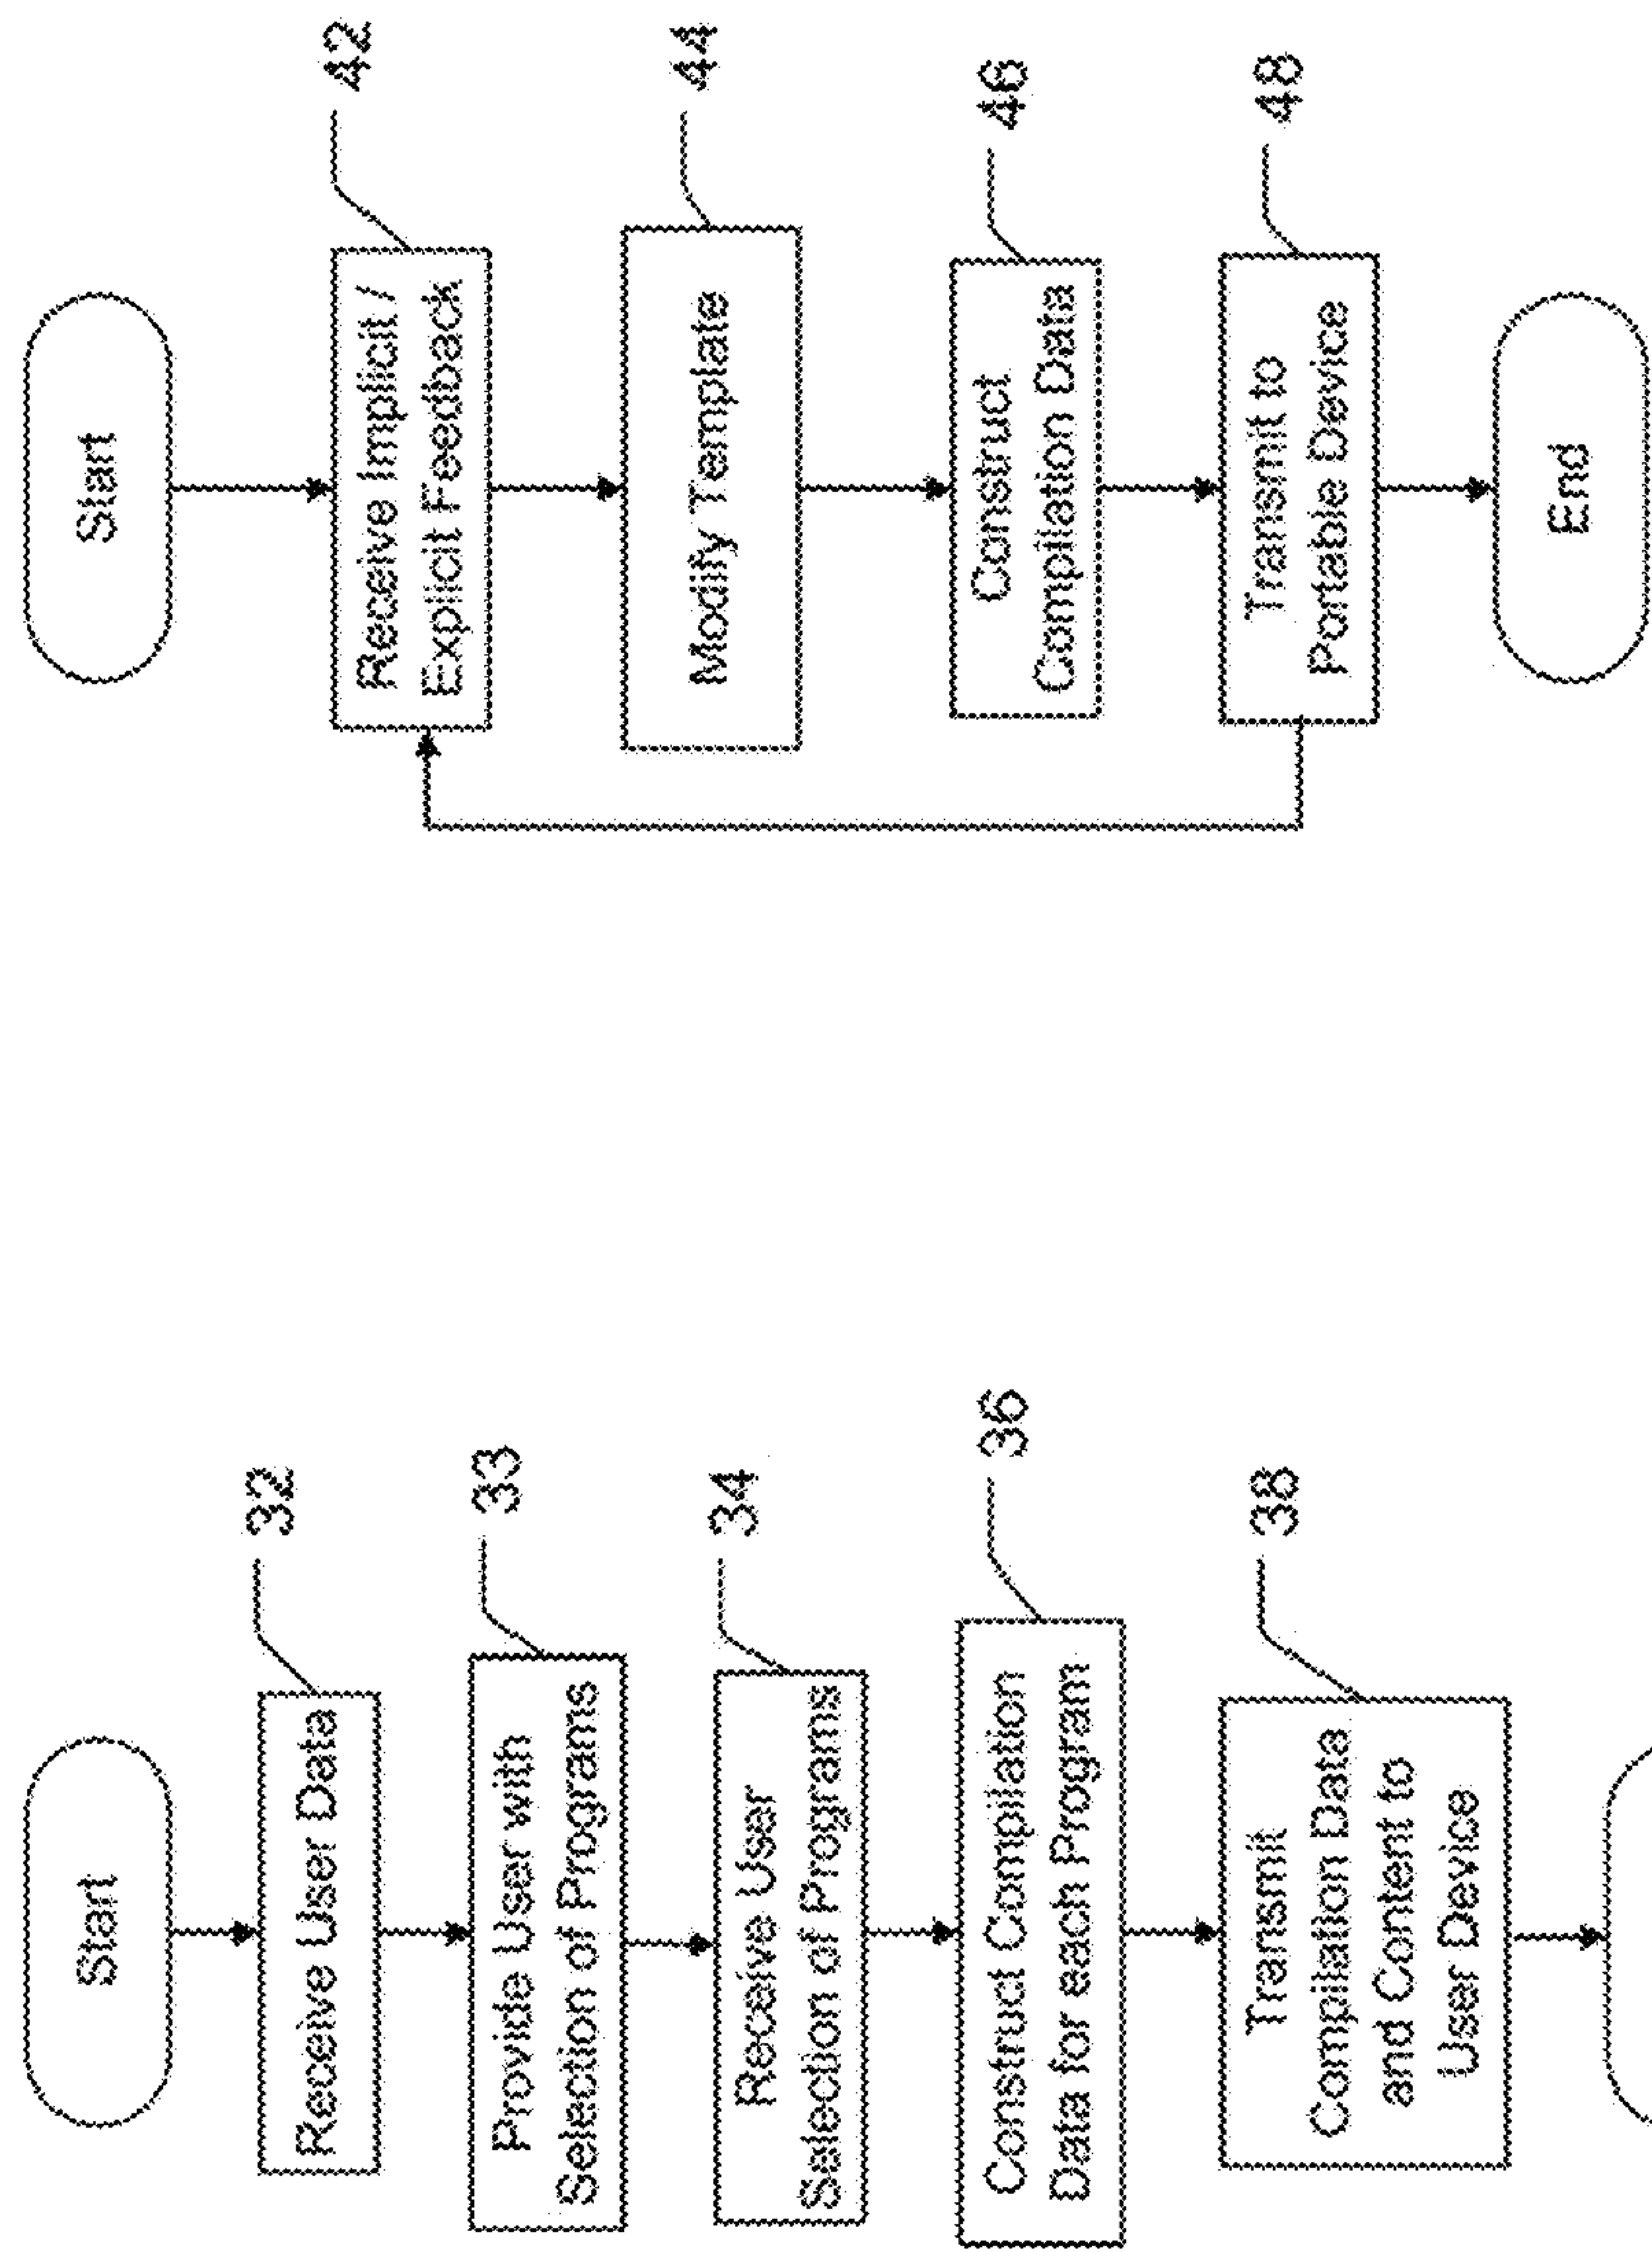 Start
Receive User Data
32
Provide User with
Selection of Programs
33
Receive User
Selection of Programs
34
Construct Compilation
Data for each Program
36
Transmit
Compilation Data
and Content to
User Device
38
Start
Receive Implicit /
Explicit Feedback
42
Modify Template
44
Construct
Compilation Data
46
Transmit to
Portable Device
48
End